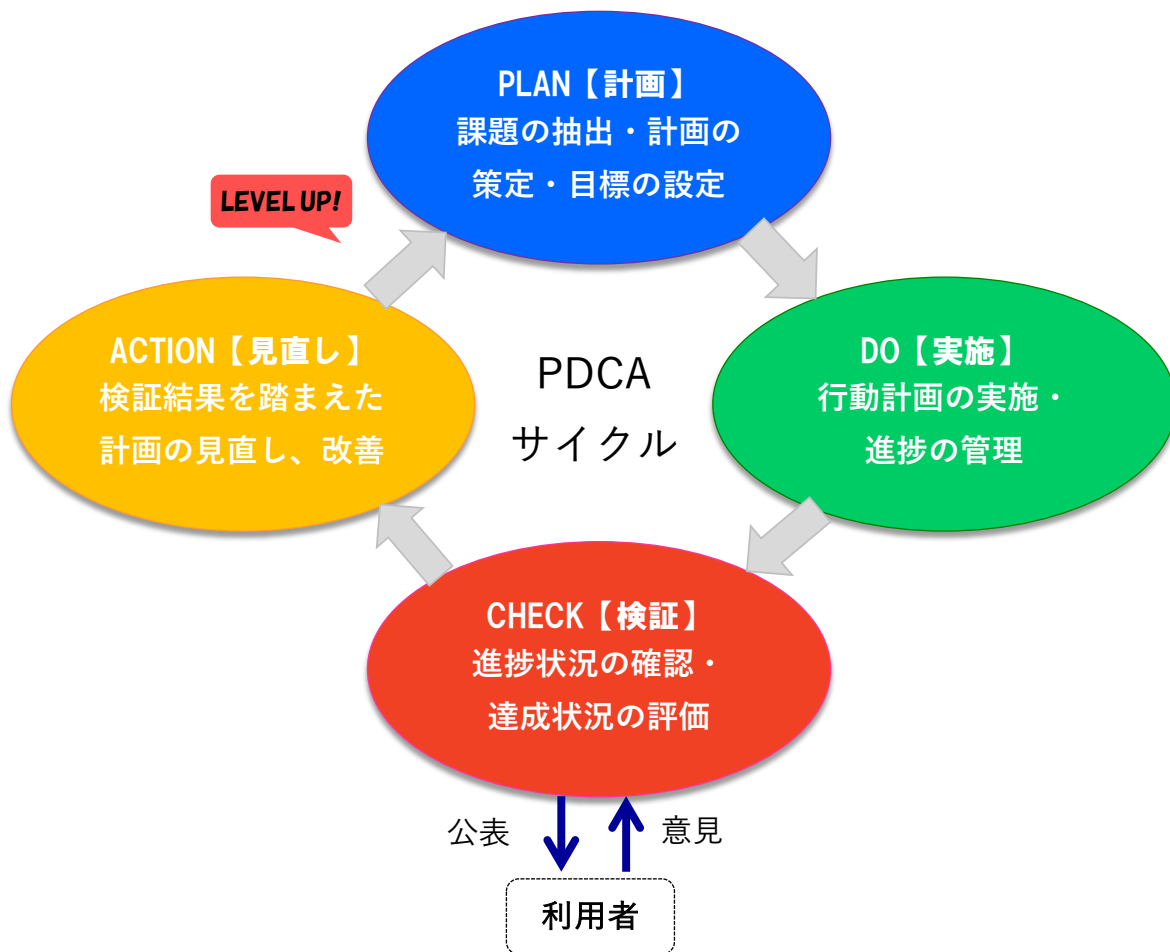 PLAN【計画】
課題の抽出・計画の
策定・目標の設定
LEVEL UP!
ACTION【見直し】
検証結果を踏まえた
計画の見直し、改善
PDCA
サイクル
DO【実施】
行動計画の実施・
進捗の管理
CHECK【検証】
進捗状況の確認・
達成状況の評価
公表
意見
利用者